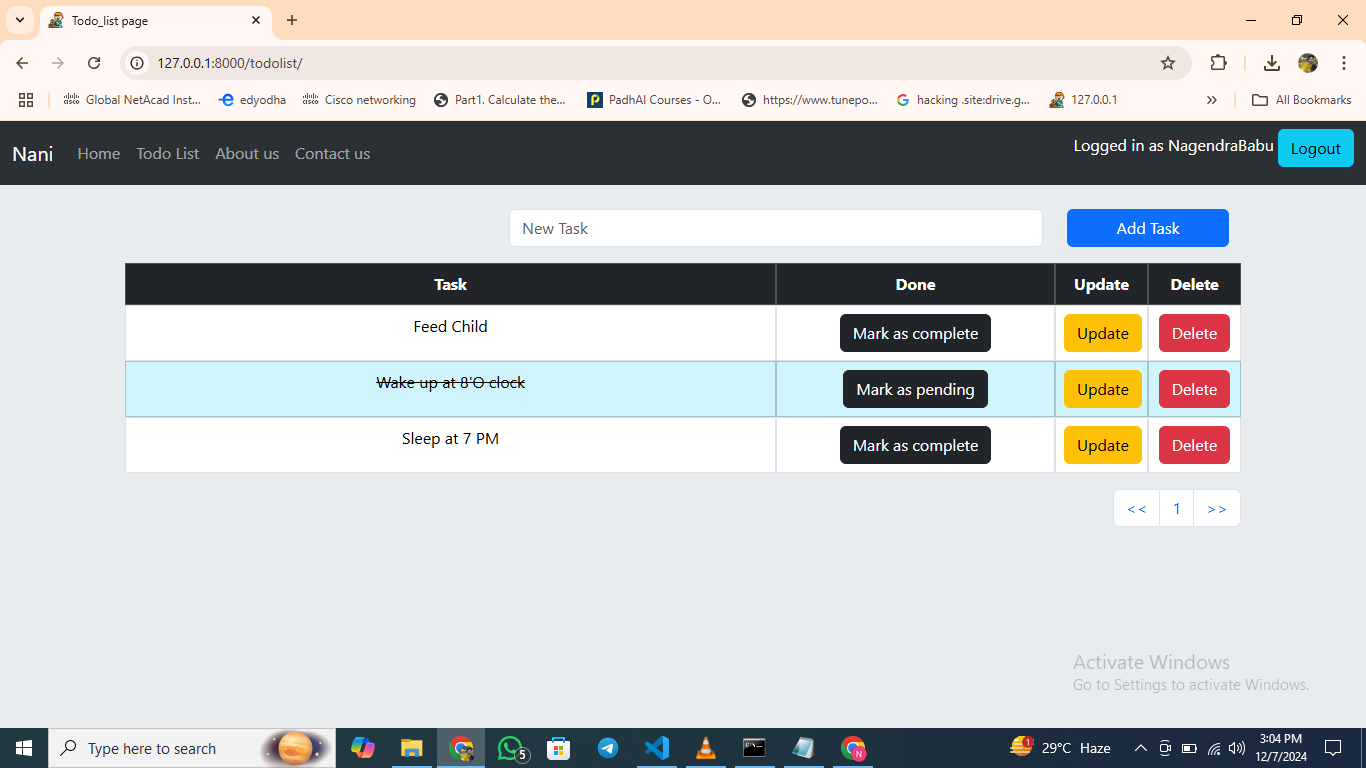 Todo_list page
127.0.0.1:8000/todolist/
Global NetAcad Inst... edyodha Cisco networking Part1. Calculate the... PadhAI Courses - O... https://www.tunepo... hacking .site:drive.g... 127.0.0.1 >> All Bookmarks
Nani Home Todo List About us Contact us Logged in as NagendraBabu Logout
New Task Add Task
Task Done Update Delete
Feed Child Mark as complete Update Delete
Wake up at 8'O clock Mark as pending Update Delete
Sleep at 7 PM Mark as complete Update Delete
<< 1 >>
Activate Windows
Go to Settings to activate Windows.
Type here to search 5 N 1 29°C Haze 3:04 PM
12/7/2024